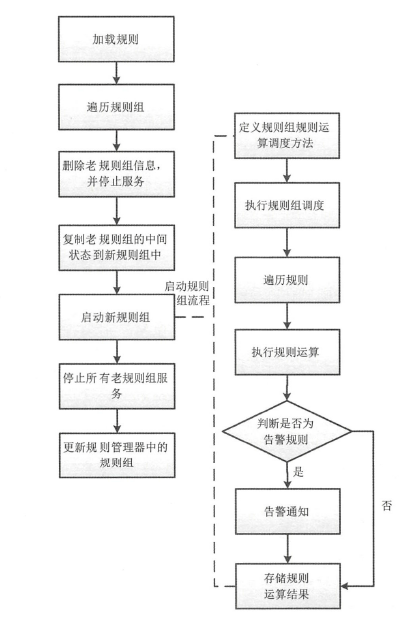 加载规则
遍历规则组
删除老规则组信息，
并停止服务
复制老规则组的中间
状态到新规则组中
启动新规则组
停止所有老规则组服
务
更新规则管理器中的
规则组
启动规则
组流程
定义规则组规则运
算调度方法
执行规则组调度
遍历规则
执行规则运算
判断是否为
告警规则
是
否
告警通知
存储规则
运算结果